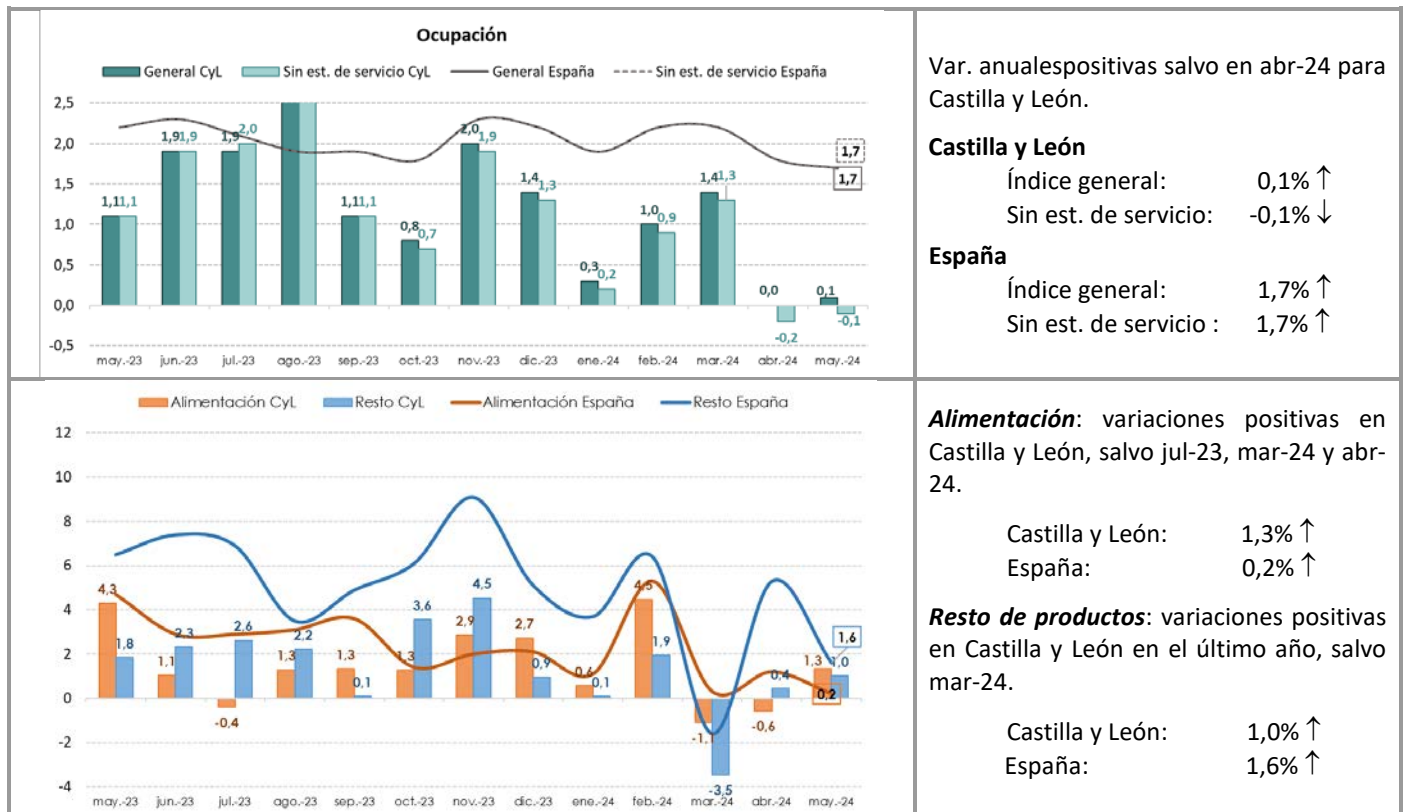 Ocupación
General CyL Sin est. de servicio CyL General España Sin est. de servicio España
2,5
2,0
1,5
1,0
0,5
0,0
-0,5
1,1 1,1
1,9 1,9
1,9 2,0
1,1 1,1
0,8 0,7
2,0 1,9
1,4 1,3
0,3 0,2
1,0 0,9
1,4 1,3
0,0 -0,2
0,1 -0,1
1,7
1,7
may.-23 jun.-23 jul.-23 ago.-23 sep.-23 oct.-23 nov.-23 dic.-23 ene.-24 feb.-24 mar.-24 abr.-24 may.-24
Var. anualespositivas salvo en abr-24 para
Castilla y León.
Castilla y León
Índice general: 0,1% ↑
Sin est. de servicio: -0,1% ↓
España
Índice general: 1,7% ↑
Sin est. de servicio : 1,7% ↑
Alimentación CyL Resto CyL Alimentación España Resto España
12
10
8
6
4
2
0
-2
-4
4,3 1,8
1,1 2,3
-0,4 2,6
1,3 2,2
1,3 0,1
1,3 3,6
2,9 4,5
2,7 0,9
0,6 0,1
4,5 1,9
-1,1 -3,5
-0,6 0,4
1,3 1,0
1,6
0,2
may.-23 jun.-23 jul.-23 ago.-23 sep.-23 oct.-23 nov.-23 dic.-23 ene.-24 feb.-24 mar.-24 abr.-24 may.-24
Alimentación: variaciones positivas en
Castilla y León, salvo jul-23, mar-24 y abr-
24.
Castilla y León: 1,3% ↑
España: 0,2% ↑
Resto de productos: variaciones positivas
en Castilla y León en el último año, salvo
mar-24.
Castilla y León: 1,0% ↑
España: 1,6% ↑